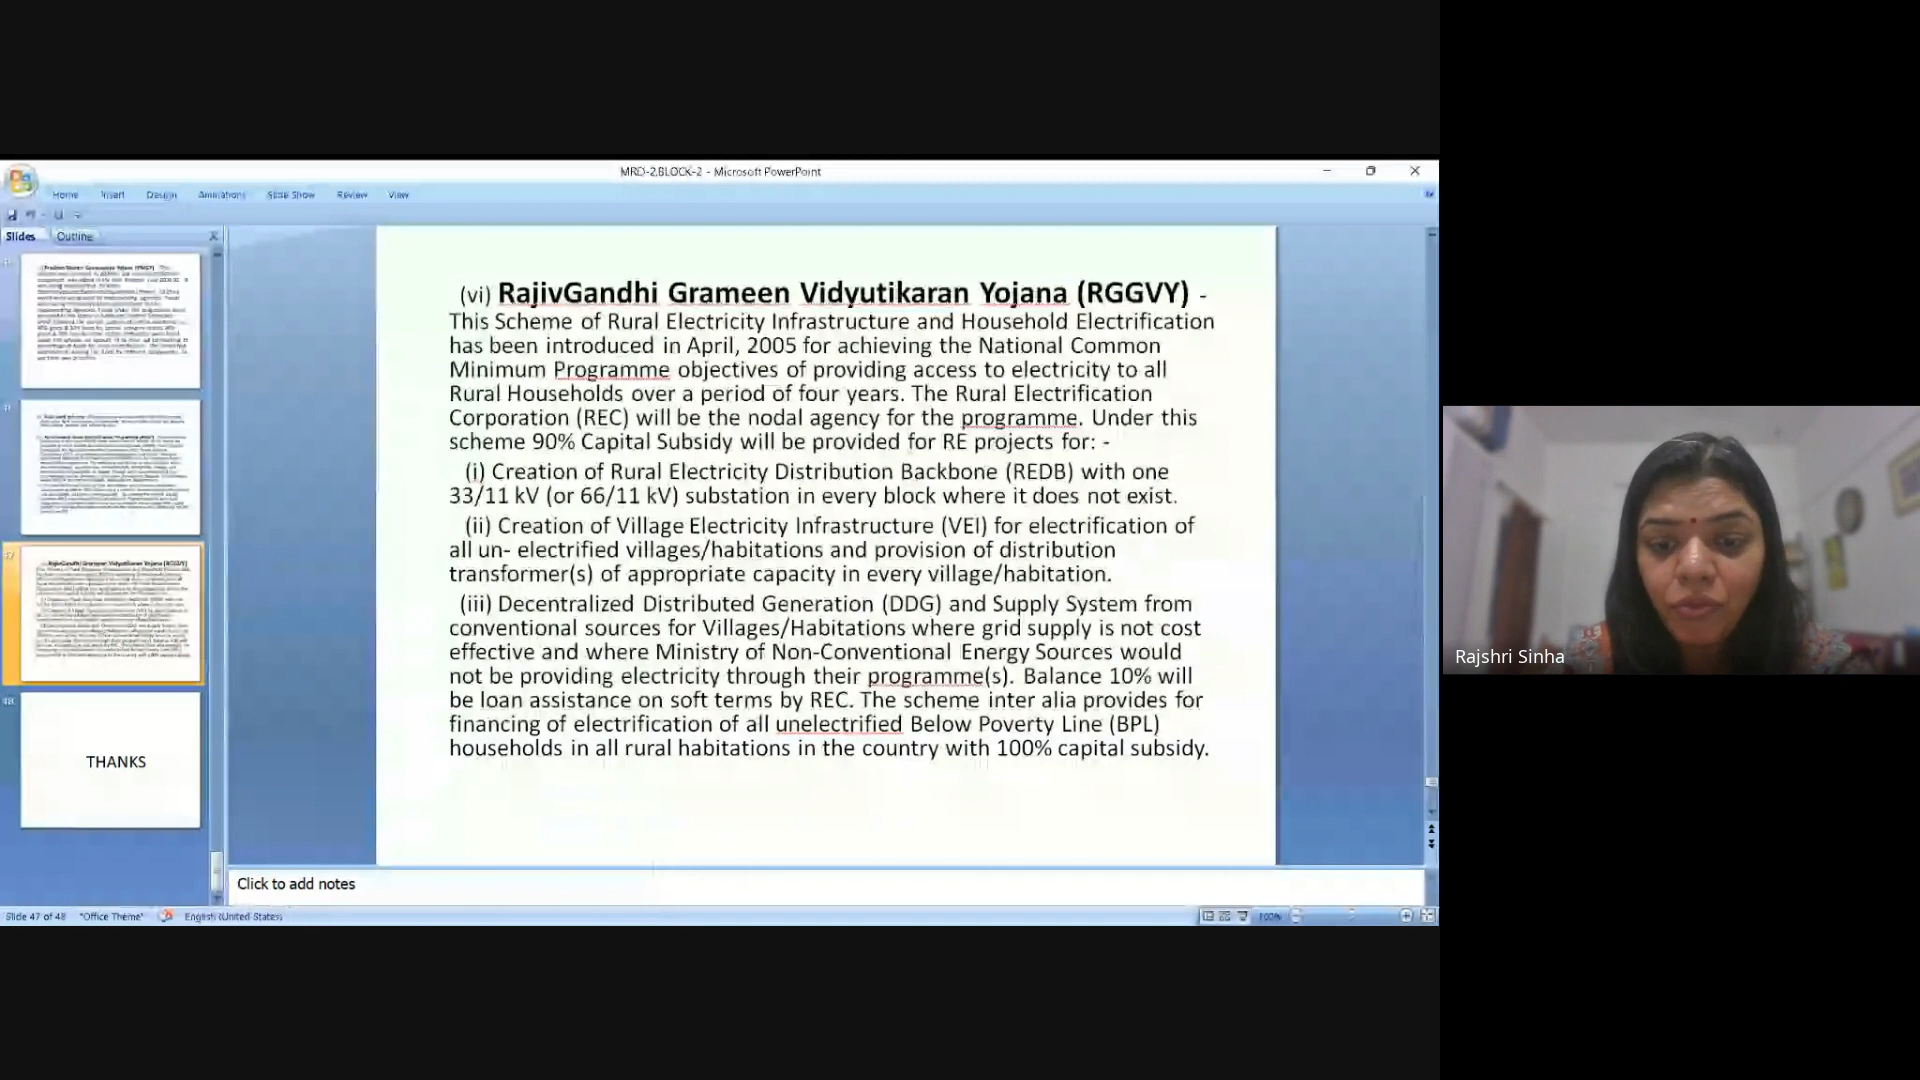 MRD-2,BLOCK-2 - Microsoft PowerPoint
Home Insert Design Animations Slide Show Review View
Slides Outline
(vi) RajivGandhi Grameen Vidyutikaran Yojana (RGGVY) -
This Scheme of Rural Electricity Infrastructure and Household Electrification
has been introduced in April, 2005 for achieving the National Common
Minimum Programme objectives of providing access to electricity to all
Rural Households over a period of four years. The Rural Electrification
Corporation (REC) will be the nodal agency for the programme. Under this
scheme 90% Capital Subsidy will be provided for RE projects for: -
(i) Creation of Rural Electricity Distribution Backbone (REDB) with one
33/11 kV (or 66/11 kV) substation in every block where it does not exist.
(ii) Creation of Village Electricity Infrastructure (VEI) for electrification of
all un- electrified villages/habitations and provision of distribution
transformer(s) of appropriate capacity in every village/habitation.
(iii) Decentralized Distributed Generation (DDG) and Supply System from
conventional sources for Villages/Habitations where grid supply is not cost
effective and where Ministry of Non-Conventional Energy Sources would
not be providing electricity through their programme(s). Balance 10% will
be loan assistance on soft terms by REC. The scheme inter alia provides for
financing of electrification of all unelectrified Below Poverty Line (BPL)
households in all rural habitations in the country with 100% capital subsidy.
47
48
THANKS
Click to add notes
Slide 47 of 48 "Office Theme" English (United States) 100%
Rajshri Sinha